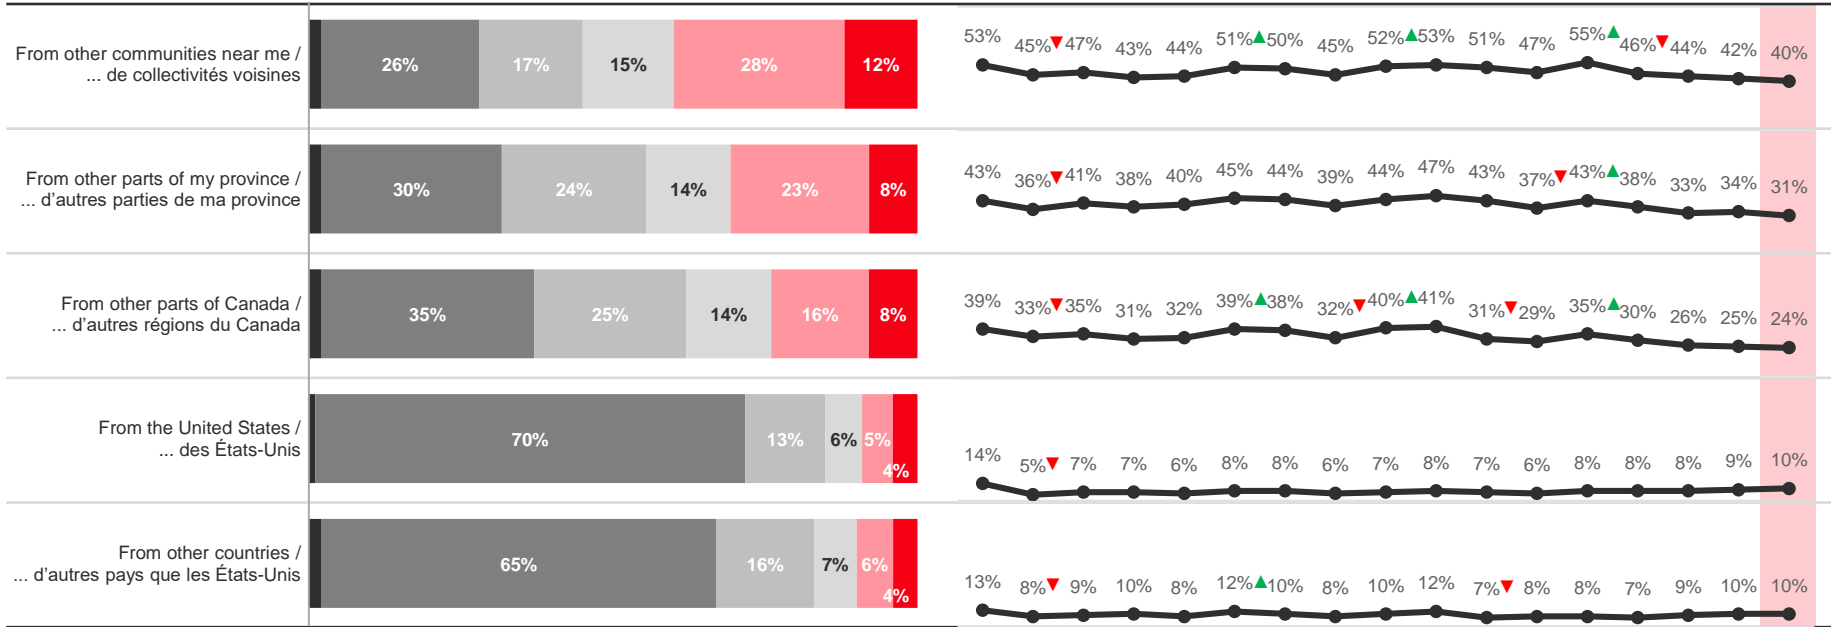 From other communities near me /
... de collectivités voisines
26% 17% 15% 28% 12%
53% 45% 47% 43% 44% 51% 50% 45% 52% 53% 51% 47% 55% 46% 44% 42% 40%
From other parts of my province /
... d'autres parties de ma province
30% 24% 14% 23% 8%
43% 36% 41% 38% 40% 45% 44% 39% 44% 47% 43% 37% 43% 38% 33% 34% 31%
From other parts of Canada /
... d'autres régions du Canada
35% 25% 14% 16% 8%
39% 33% 35% 31% 32% 39% 38% 32% 40% 41% 31% 29% 35% 30% 26% 25% 24%
From the United States /
... des États-Unis
70% 13% 6% 5% 4%
14% 5% 7% 7% 6% 8% 8% 6% 7% 8% 7% 6% 8% 8% 8% 9% 10%
From other countries /
... d'autres pays que les États-Unis
65% 16% 7% 6% 4%
13% 8% 9% 10% 8% 12% 10% 8% 10% 12% 7% 8% 8% 7% 9% 10% 10%